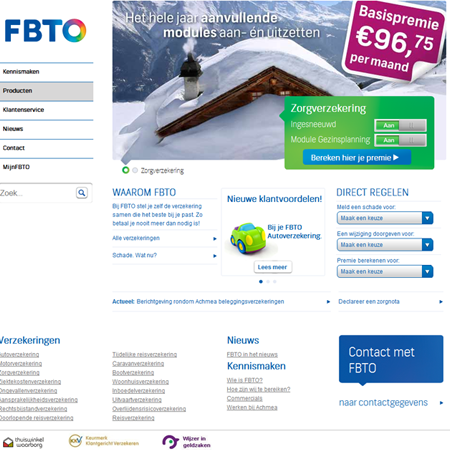 FBTO
Het hele jaar aanvullende
modules aan- én uitzetten
Basispremie
€96,75
per maand
Kennismaken
Producten
Klantenservice
Nieuws
Contact
MijnFBTO
Zoek...
Zorgverzekering
Ingesneeuwd
Aan
Module Gezinsplanning
Aan
Bereken hier je premie
Zorgverzekering
WAAROM FBTO
Bij FBTO stel je zelf de verzekering
samen die het beste bij je past. Zo
betaal je nooit meer dan nodig is!
Alle verzekeringen
Schade. Wat nu?
Nieuwe klantvoordelen!
Bij je FBTO
Autoverzekering
Lees meer
DIRECT REGELEN
Meld een schade voor:
Maak een keuze
Een wijziging doorgeven voor:
Maak een keuze
Premie berekenen voor:
Maak een keuze
Actueel: Berichtgeving rondom Achmea beleggingsverzekeringen
Declareer een zorgnota
Verzekeringen
Autoverzekering
Motorverzekering
Zorgverzekering
Ziektekostenverzekering
Ongevallenverzekering
Aansprakelijkheidsverzekering
Rechtsbijstandverzekering
Doorlopende reisverzekering
Tijdelijke reisverzekering
Caravanverzekering
Bootverzekering
Woonhuisverzekering
Inboedelverzekering
Uitvaartverzekering
Overlijdensrisicoverzekering
Reisverzekering
Nieuws
FBTO in het nieuws
Kennismaken
Wie is FBTO?
Hoe zijn wij te bereiken?
Commercials
Werken bij Achmea
Contact met
FBTO
naar contactgegevens
thuiswinkel
waarborg
Keurmerk
Klantgericht Verzekeren
Wijzer in
geldzaken